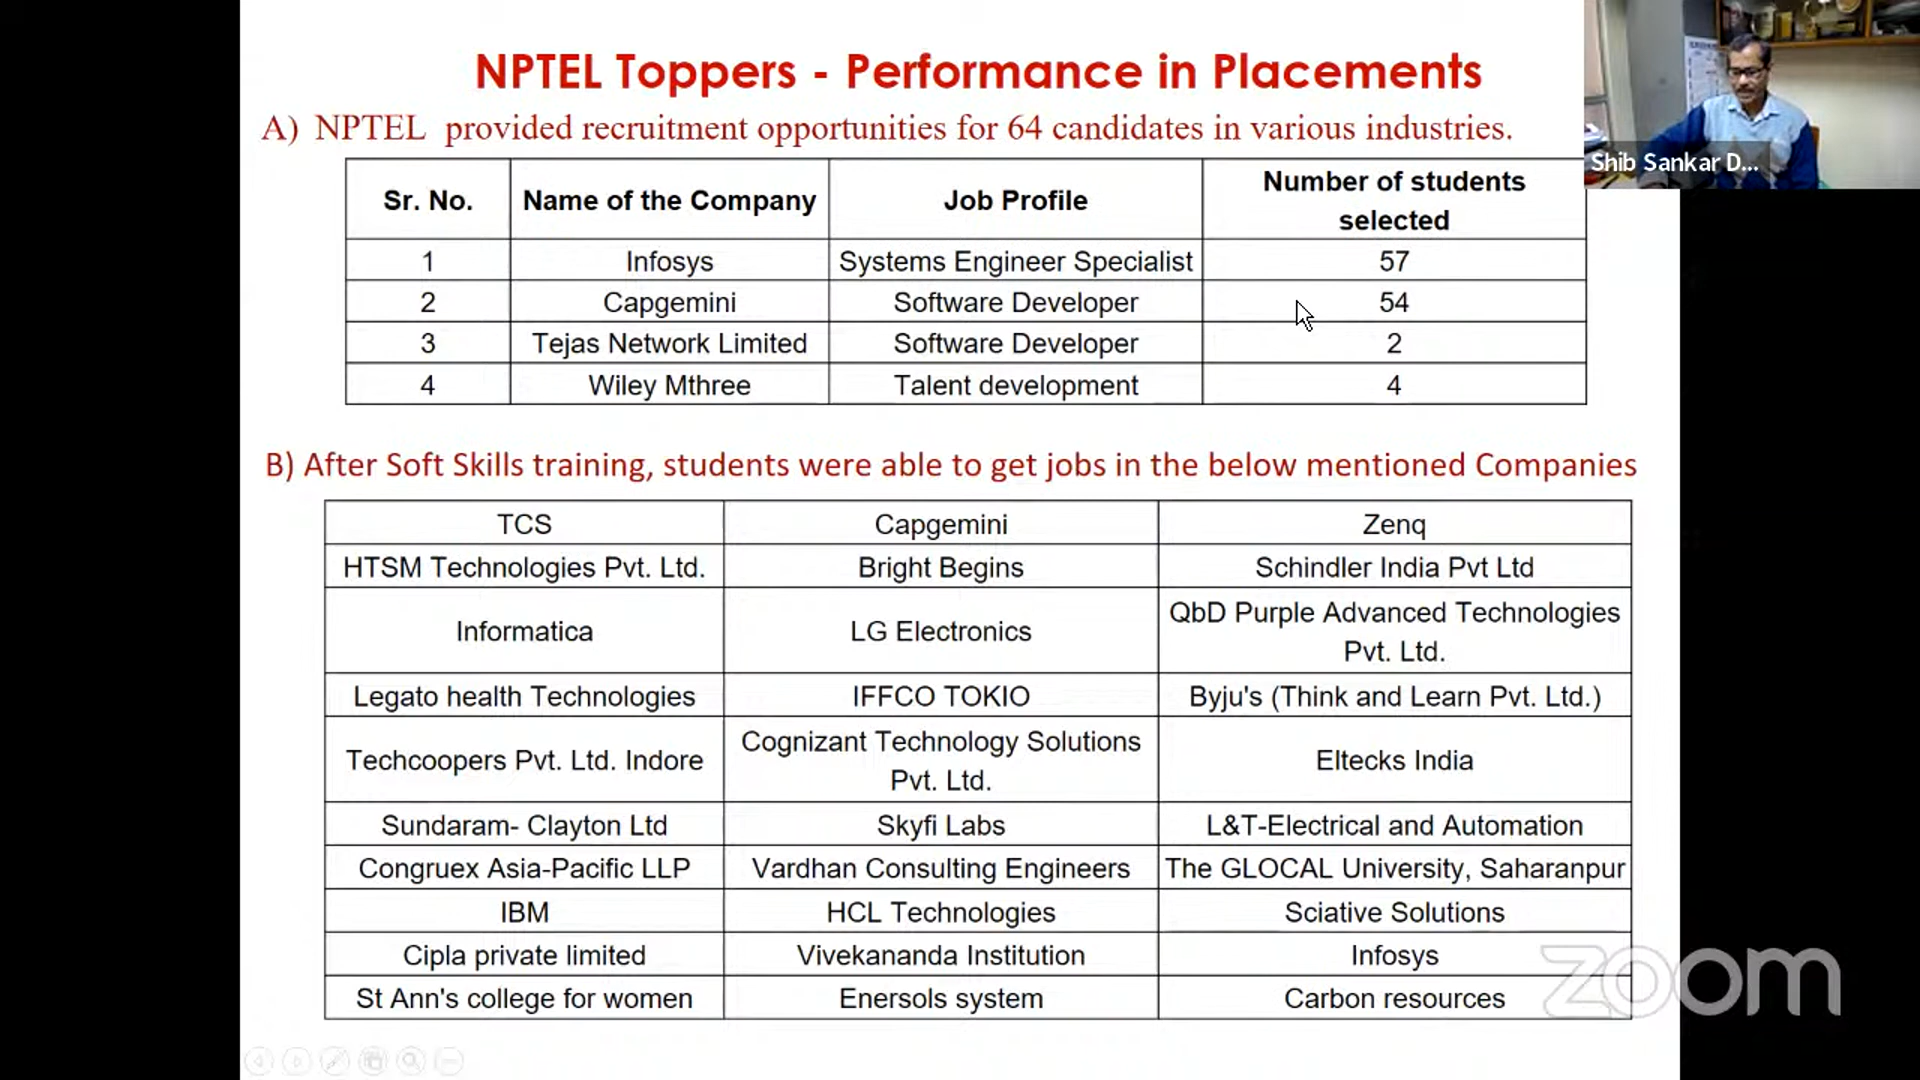 NPTEL Toppers - Performance in Placements
A) NPTEL provided recruitment opportunities for 64 candidates in various industries.
Shib Sankar D...
Sr. No. Name of the Company Job Profile Number of students
selected
1 Infosys Systems Engineer Specialist 57
2 Capgemini Software Developer 54
3 Tejas Network Limited Software Developer 2
4 Wiley Mthree Talent development 4
B) After Soft Skills training, students were able to get jobs in the below mentioned Companies
TCS Capgemini Zenq
HTSM Technologies Pvt. Ltd. Bright Begins Schindler India Pvt Ltd
Informatica LG Electronics QbD Purple Advanced Technologies
Pvt. Ltd.
Legato health Technologies IFFCO TOKIO Byju's (Think and Learn Pvt. Ltd.)
Techcoopers Pvt. Ltd. Indore Cognizant Technology Solutions
Pvt. Ltd. Eltecks India
Sundaram- Clayton Ltd Skyfi Labs L&T-Electrical and Automation
Congruex Asia-Pacific LLP Vardhan Consulting Engineers The GLOCAL University, Saharanpur
IBM HCL Technologies Sciative Solutions
Cipla private limited Vivekananda Institution Infosys
St Ann's college for women Enersols system Carbon resources
zoom